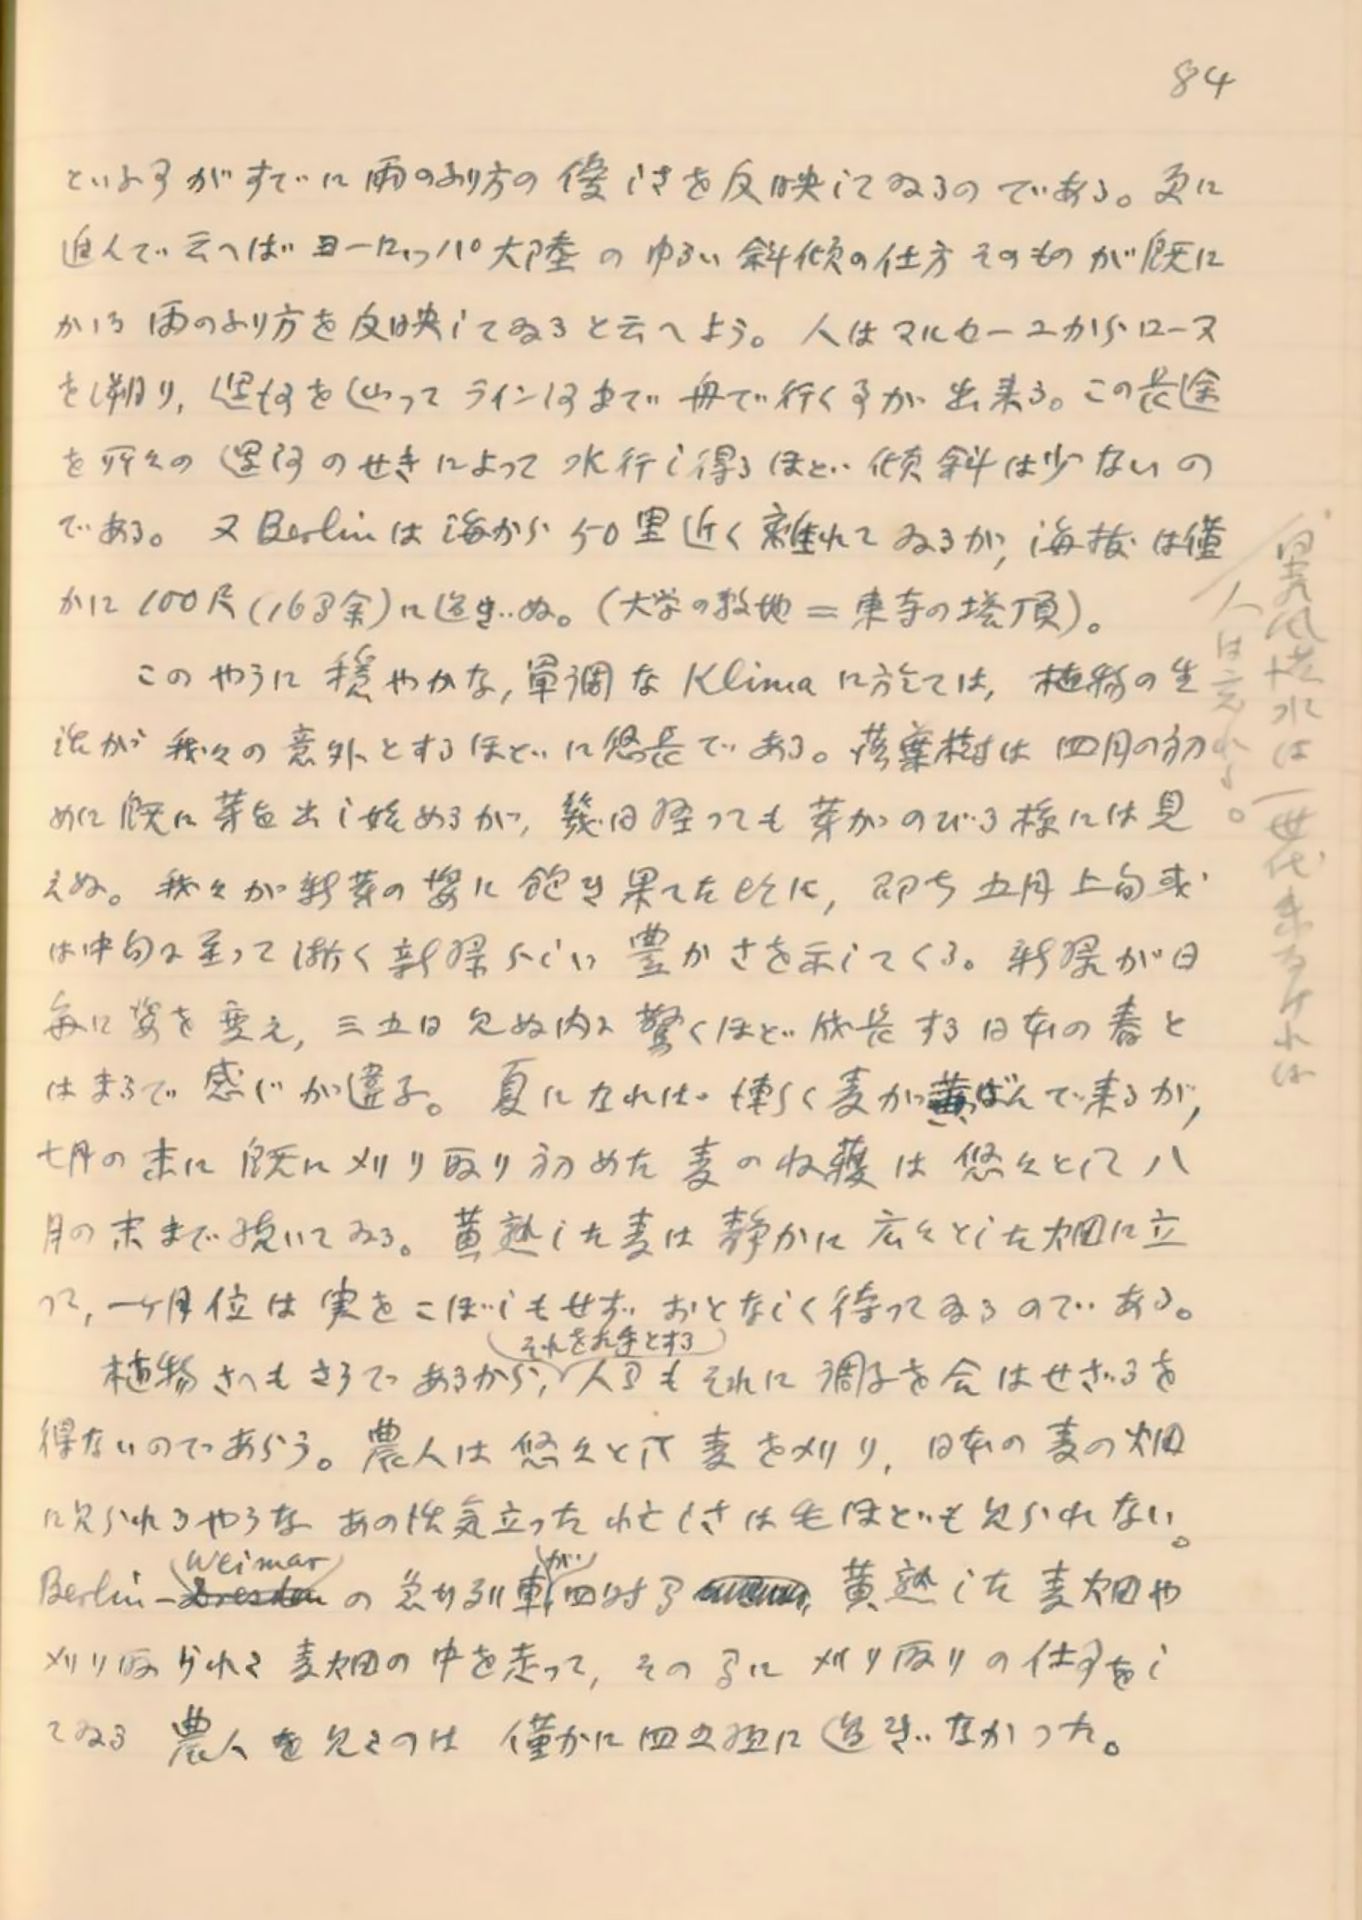 84
といふ事がすでに雨のふり方の優しさを反映してゐるのである。更に
進んで云へばヨーロッパ大陸のゆるい斜傾の仕方そのものが既に
かゝる雨のふり方を反映してゐると云へよう。人はマルセーユからローヌ
を溯り,運河を辿ってライン河まで舟で行く事が出来る。この長途
を所々の運河のせきによって水行し得るほど傾斜は少ないの
である。又Berlinは海から50里近く離れてゐるが,海抜は僅
かに100尺(16間余)に過ぎぬ。(大学の敷地=東寺の塔頂)。
このやうに穏やかな,単調なKlimaに於ては,植物の生
活が我々の意外とするほどに悠長である。落葉樹は四月の初
めに既に芽を出し始めるが,幾日経っても芽がのびる様には見
えぬ。我々が新芽の姿に飽き果てた時に,即ち五月上旬或
は中旬に至って漸く新緑らしい豊かさを示してくる。新緑が日
毎に姿を変え,三五日見ぬ内に驚くほど成長する日本の春と
はまるで感じが違ふ。夏になれば博らく麦が黄ばんで来るが,
七月の末に既に刈り取り初めた麦の収穫は悠々として八
月の末まで続いてゐる。黄熟した麦は静かに広々とした畑に立
って,一ヶ月位は実をこぼしもせずおとなしく待ってゐるのである。
それを相手とする
植物さへもさうであるから,人間もそれに調子を合はせざるを
得ないのであらう。農人は悠々として麦を刈り,日本の麦の畑
に見られるやうなあの殺気立った忙しさは毛ほども見られない。
Weimar が
Berlin-Dresdenの急行列車四時間 黄熟した麦畑や
刈り取られた麦畑の中を走って,その間に刈り取りの仕事をし
てゐる農人を見たのは僅かに四五組に過ぎなかった。
暴風洪水は一世代来なければ
人は忘れる。